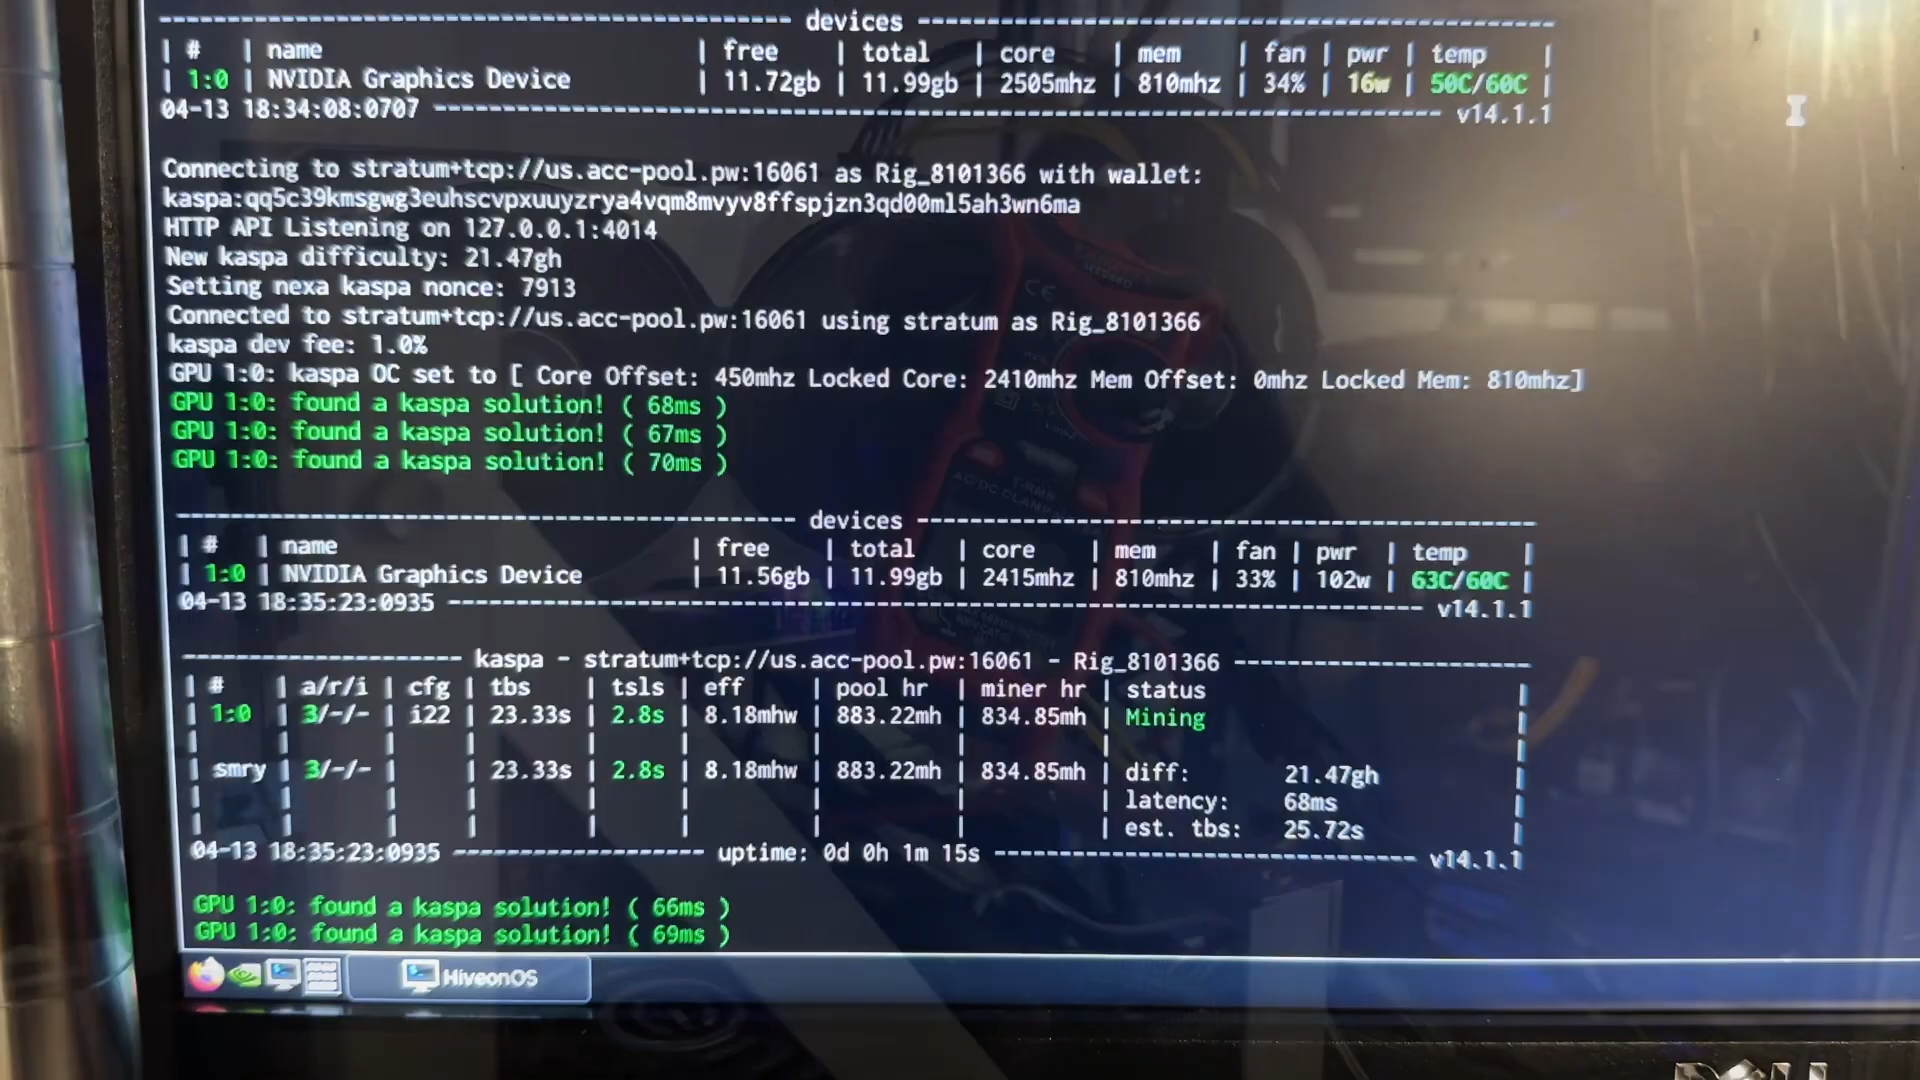 devices
| # | name | free | total | core | mem | fan | pwr | temp |
| 1:0 | NVIDIA Graphics Device | 11.72gb | 11.99gb | 2505mhz | 810mhz | 34% | 16w | 50C/60C |
04-13 18:34:08:0707 v14.1.1
Connecting to stratum+tcp://us.acc-pool.pw:16061 as Rig_8101366 with wallet:
kaspa:qq5c39kmsgwg3euhscvpxuuyzrya4vqm8mvyv8ffspjzn3qd00ml5ah3wn6ma
HTTP API Listening on 127.0.0.1:4014
New kaspa difficulty: 21.47gh
Setting nexa kaspa nonce: 7913
Connected to stratum+tcp://us.acc-pool.pw:16061 using stratum as Rig_8101366
kaspa dev fee: 1.0%
GPU 1:0: kaspa OC set to [ Core Offset: 450mhz Locked Core: 2410mhz Mem Offset: 0mhz Locked Mem: 810mhz]
GPU 1:0: found a kaspa solution! ( 68ms )
GPU 1:0: found a kaspa solution! ( 67ms )
GPU 1:0: found a kaspa solution! ( 70ms )
devices
| # | name | free | total | core | mem | fan | pwr | temp |
| 1:0 | NVIDIA Graphics Device | 11.56gb | 11.99gb | 2415mhz | 810mhz | 33% | 102w | 63C/60C |
04-13 18:35:23:0935 v14.1.1
kaspa - stratum+tcp://us.acc-pool.pw:16061 - Rig_8101366
| # | a/r/i | cfg | tbs | tsls | eff | pool hr | miner hr | status |
| 1:0 | 3/-/- | i22 | 23.33s | 2.8s | 8.18mhw | 883.22mh | 834.85mh | Mining |
| smry | 3/-/- | | 23.33s | 2.8s | 8.18mhw | 883.22mh | 834.85mh | diff: 21.47gh |
latency: 68ms
est. tbs: 25.72s
04-13 18:35:23:0935 uptime: 0d 0h 1m 15s v14.1.1
GPU 1:0: found a kaspa solution! ( 66ms )
GPU 1:0: found a kaspa solution! ( 69ms )
HiveonOS